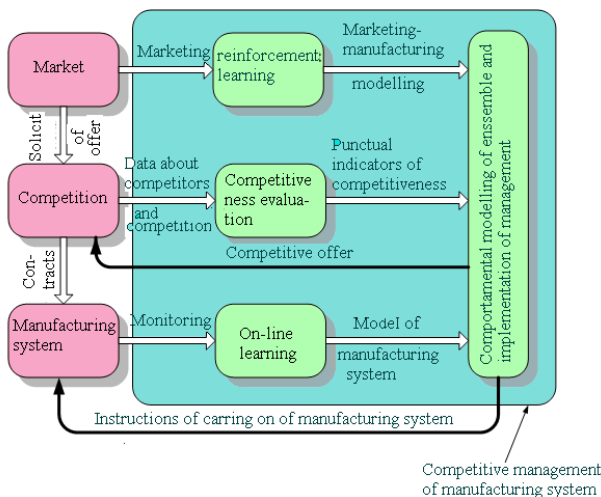 Market
Marketing
reinforcement;
learning
Marketing-
manufacturing
modelling
Solicit
of offer
Competition
Data about
competitors
and
competition
Competitive
ness evalua-
tion
Punctual
indicators of
competitiveness
Competitive offer
Con-
tracts
Manufacturing
system
Monitoring
On-line
learning
Model of
manufacturing
system
Comportamental modelling of enssemble and
implementation of management
Instructions of carring on of manufacturing system
Competitive management
of manufacturing system